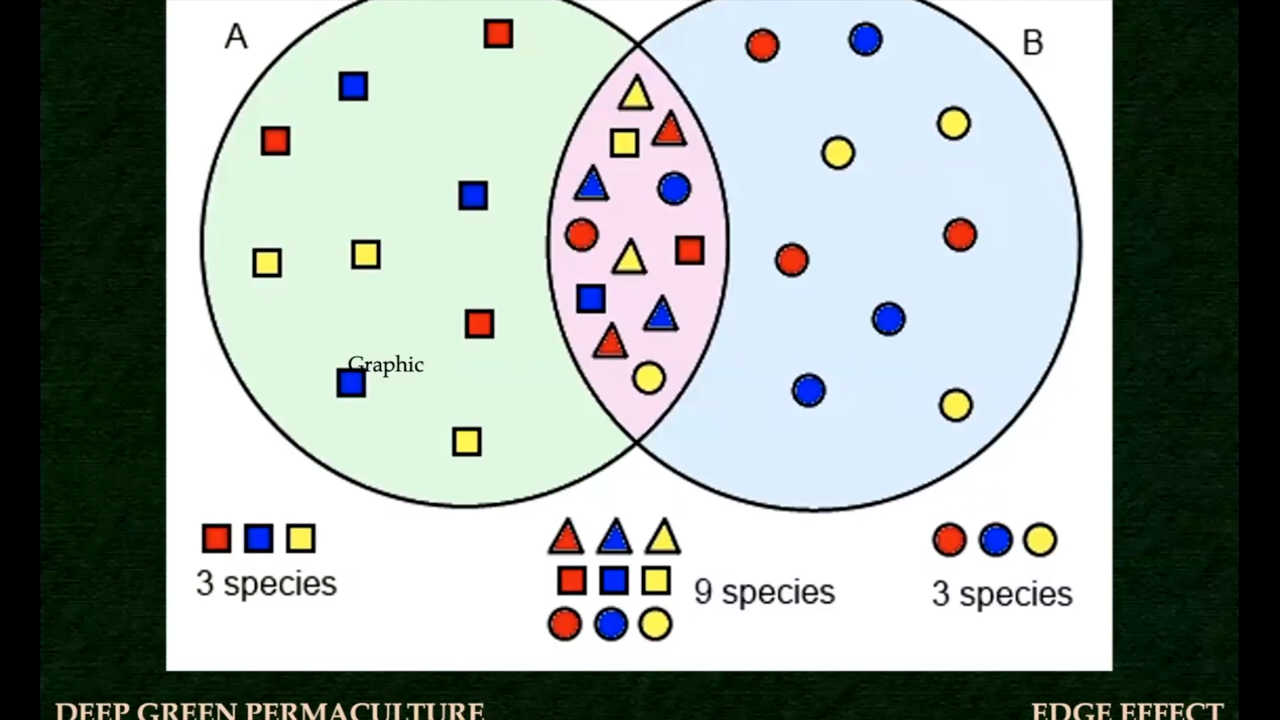 A
B
Graphic
3 species
9 species
3 species
DEEP GREEN PERMACULTURE
EDGE EFFECT